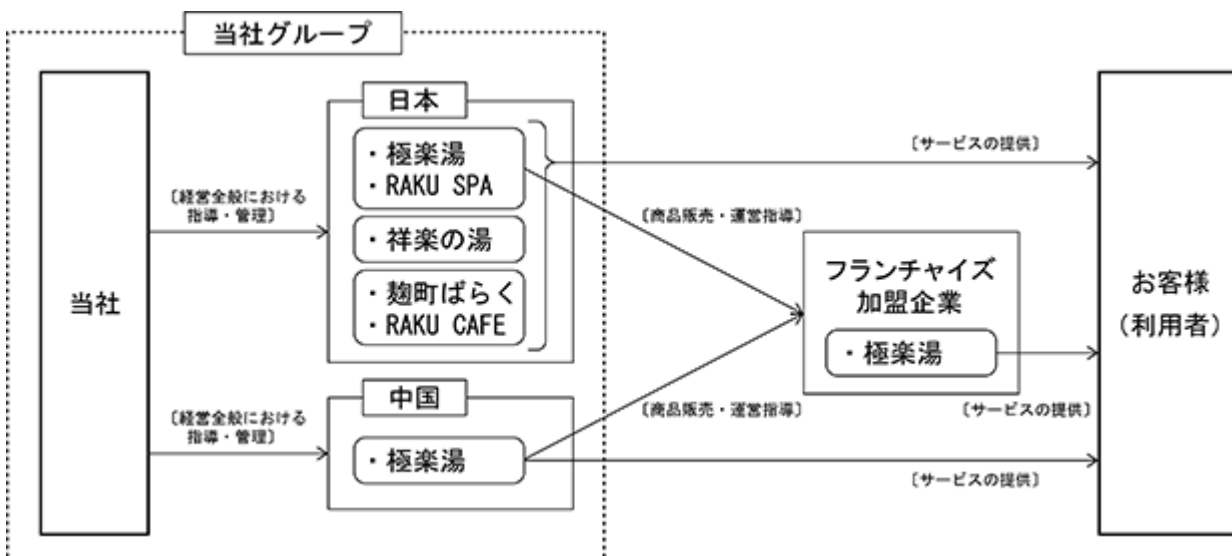 当社グループ
当社
〔経営全般における
指導・管理〕
日本
・極楽湯
・RAKU SPA
・祥楽の湯
・麹町ばらく
・RAKU CAFE
〔経営全般における
指導・管理〕
中国
・極楽湯
〔サービスの提供〕
〔商品販売・運営指導〕
フランチャイズ
加盟企業
・極楽湯
〔商品販売・運営指導〕
〔サービスの提供〕
〔サービスの提供〕
お客様
(利用者)